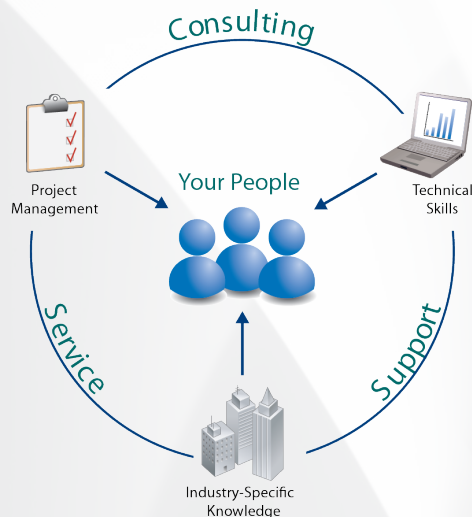 Consulting
Your People
Project
Management
Technical
Skills
Service
Support
Industry-Specific
Knowledge